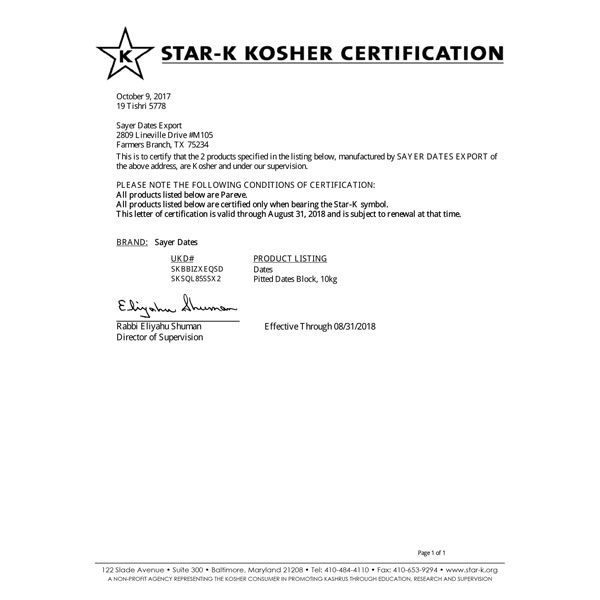 K
STAR-K KOSHER CERTIFICATION
October 9, 2017
19 Tishri 5778
Sayer Dates Export
2809 Lineville Drive #M105
Farmers Branch, TX 75234
This is to certify that the 2 products specified in the listing below, manufactured by SAYER DATES EXPORT of
the above address, are Kosher and under our supervision.
PLEASE NOTE THE FOLLOWING CONDITIONS OF CERTIFICATION:
All products listed below are Pareve.
All products listed below are certified only when bearing the Star-K symbol.
This letter of certification is valid through August 31, 2018 and is subject to renewal at that time.
BRAND: Sayer Dates
UKD# PRODUCT LISTING
SKBBIZXEQSD Dates
SKSQL85SSX2 Pitted Dates Block, 10kg
Eliyahu Shuman
Rabbi Eliyahu Shuman Effective Through 08/31/2018
Director of Supervision
Page 1 of 1
122 Slade Avenue • Suite 300 • Baltimore, Maryland 21208 • Tel: 410-484-4110 • Fax: 410-653-9294 • www.star-k.org
A NON-PROFIT AGENCY REPRESENTING THE KOSHER CONSUMER IN PROMOTING KASHRUS THROUGH EDUCATION, RESEARCH AND SUPERVISION